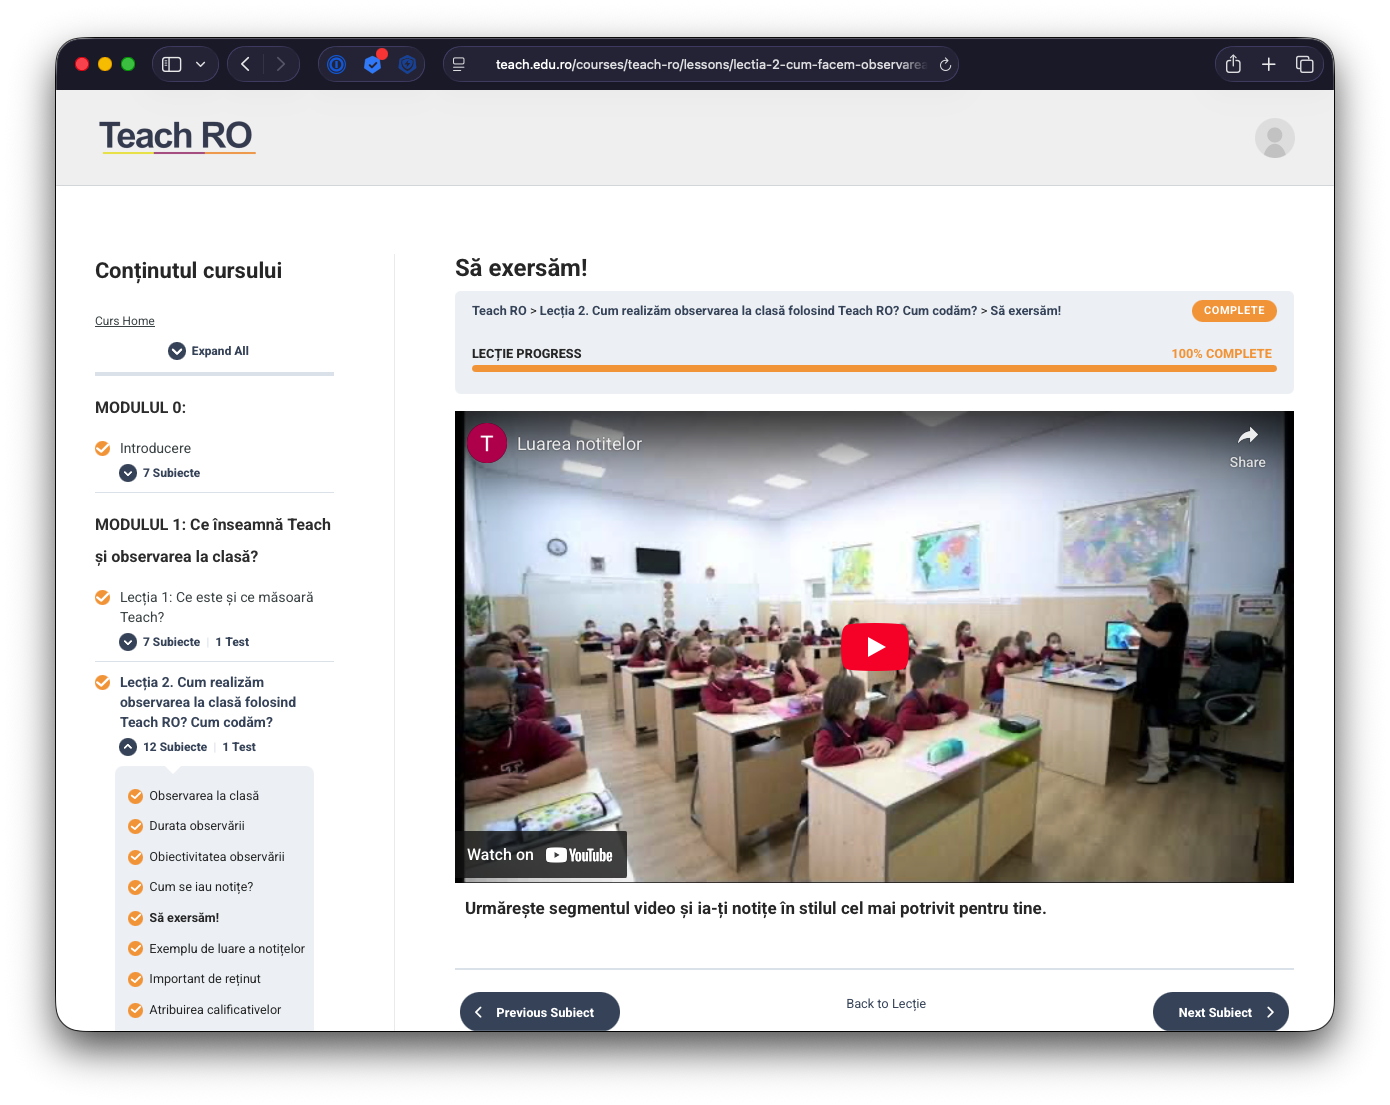 teach.edu.ro/courses/teach-ro/lessons/lectia-2-cum-facem-observarea
Teach RO
Conținutul cursului
Curs Home
Expand All
MODULUL 0:
Introducere
7 Subiecte
MODULUL 1: Ce înseamnă Teach
și observarea la clasă?
Lecția 1: Ce este și ce măsoară
Teach?
7 Subiecte | 1 Test
Lecția 2. Cum realizăm
observarea la clasă folosind
Teach RO? Cum codăm?
12 Subiecte | 1 Test
Observarea la clasă
Durata observării
Obiectivitatea observării
Cum se iau notițe?
Să exersăm!
Exemplu de luare a notițelor
Important de reținut
Atribuirea calificativelor
Să exersăm!
Teach RO > Lecția 2. Cum realizăm observarea la clasă folosind Teach RO? Cum codăm? > Să exersăm!
COMPLETE
LECȚIE PROGRESS
100% COMPLETE
T
Luarea notitelor
Share
Watch on YouTube
Urmărește segmentul video și ia-ți notițe în stilul cel mai potrivit pentru tine.
Previous Subiect
Back to Lecție
Next Subiect